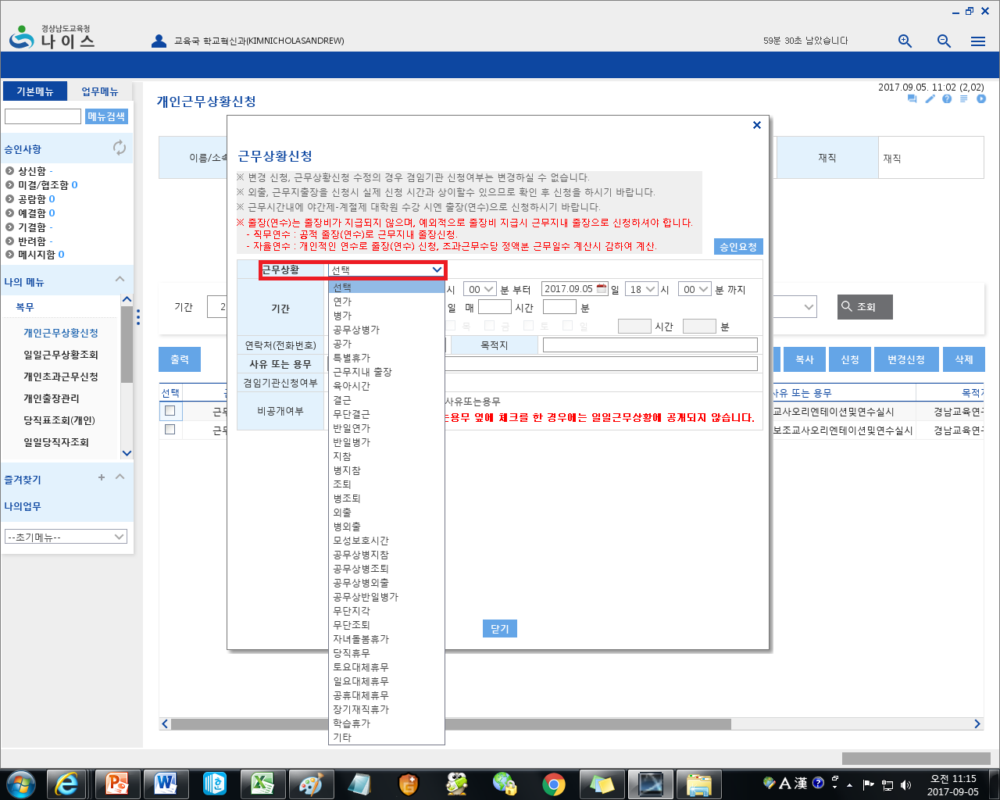 경상남도교육청
나이스
교육국 학교혁신과(KIMNICHOLASANDREW)
59분 30초 남았습니다
기본메뉴 업무메뉴
2017.09.05. 11:02 (2,02)
메뉴검색
개인근무상황신청
승인사항
상신함 -
미결/협조함 0
공람함 0
예결함 0
기결함 -
반려함 -
메시지함 0
나의 메뉴
복무
개인근무상황신청
일일근무상황조회
개인초과근무신청
개인출장관리
당직표조회(개인)
일일당직자조회
즐겨찾기 +
나의업무
--초기메뉴--
이름/소속
재직 재직
기간 2
조회
출력
복사 신청 변경신청 삭제
선택
사유 또는 용무 목적지
근무
교사오리엔테이션및연수실시 경남교육연구
근무
보조교사오리엔테이션및연수실시 경남교육연구
근무상황신청
※ 변경 신청, 근무상황신청 수정의 경우 겸임기관 신청여부는 변경하실 수 없습니다.
※ 외출, 근무지출장을 신청시 실제 신청 시간과 상이할수 있으므로 확인 후 신청을 하시기 바랍니다.
※ 근무시간내에 야간제-계절제 대학원 수강 시엔 출장(연수)으로 신청하시기 바랍니다.
※ 출장(연수)는 출장비가 지급되지 않으며, 예외적으로 출장비 지급시 근무지내 출장으로 신청하셔야 합니다.
- 직무연수 : 공적 출장(연수)로 근무지내 출장신청.
- 자율연수 : 개인적인 연수로 출장(연수) 신청, 초과근무수당 정액분 근무일수 계산시 감하여 계산.
승인요청
근무상황 선택
기간
시 00 분 부터 2017.09.05 일 18 시 00 분 까지
일 매 시간 분
목 금 토 일 시간 분
연락처(전화번호) 목적지
사유 또는 용무
겸임기관신청여부
비공개여부
사유또는용무
용무 옆에 체크를 한 경우에는 일일근무상황에 공개되지 않습니다.
선택
연가
병가
공무상병가
공가
특별휴가
근무지내 출장
육아시간
결근
무단결근
반일연가
반일병가
지참
병지참
조퇴
병조퇴
외출
병외출
모성보호시간
공무상병지참
공무상병조퇴
공무상병외출
공무상반일병가
무단지각
무단조퇴
자녀돌봄휴가
당직휴무
토요대체휴무
일요대체휴무
공휴대체휴무
장기재직휴가
학습휴가
기타
닫기
A 漢
오전 11:15
2017-09-05